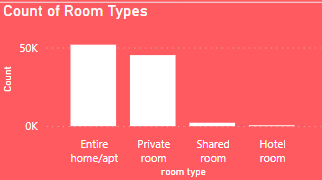 Count of Room Types
50K
Count
0K
Entire
home/apt
Private
room
Shared
room
Hotel
room
room type